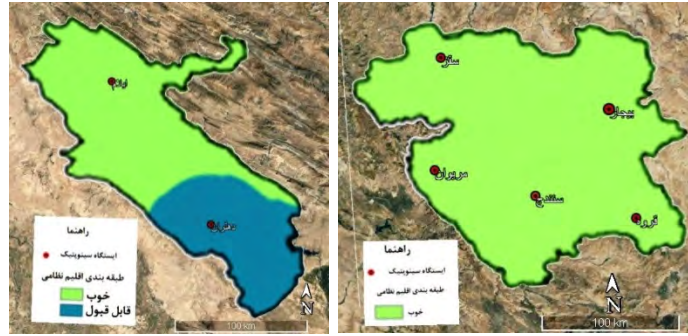 ایلام
دهلران
راهنما
ایستگاه سینوپتیک
طبقه بندی اقلیم نظامی
خوب
قابل قبول
N
100 km
سقز
بیجار
مریوان
سنندج
قروه
راهنما
ایستگاه سینوپتیک
طبقه بندی اقلیم نظامی
خوب
N
100 km